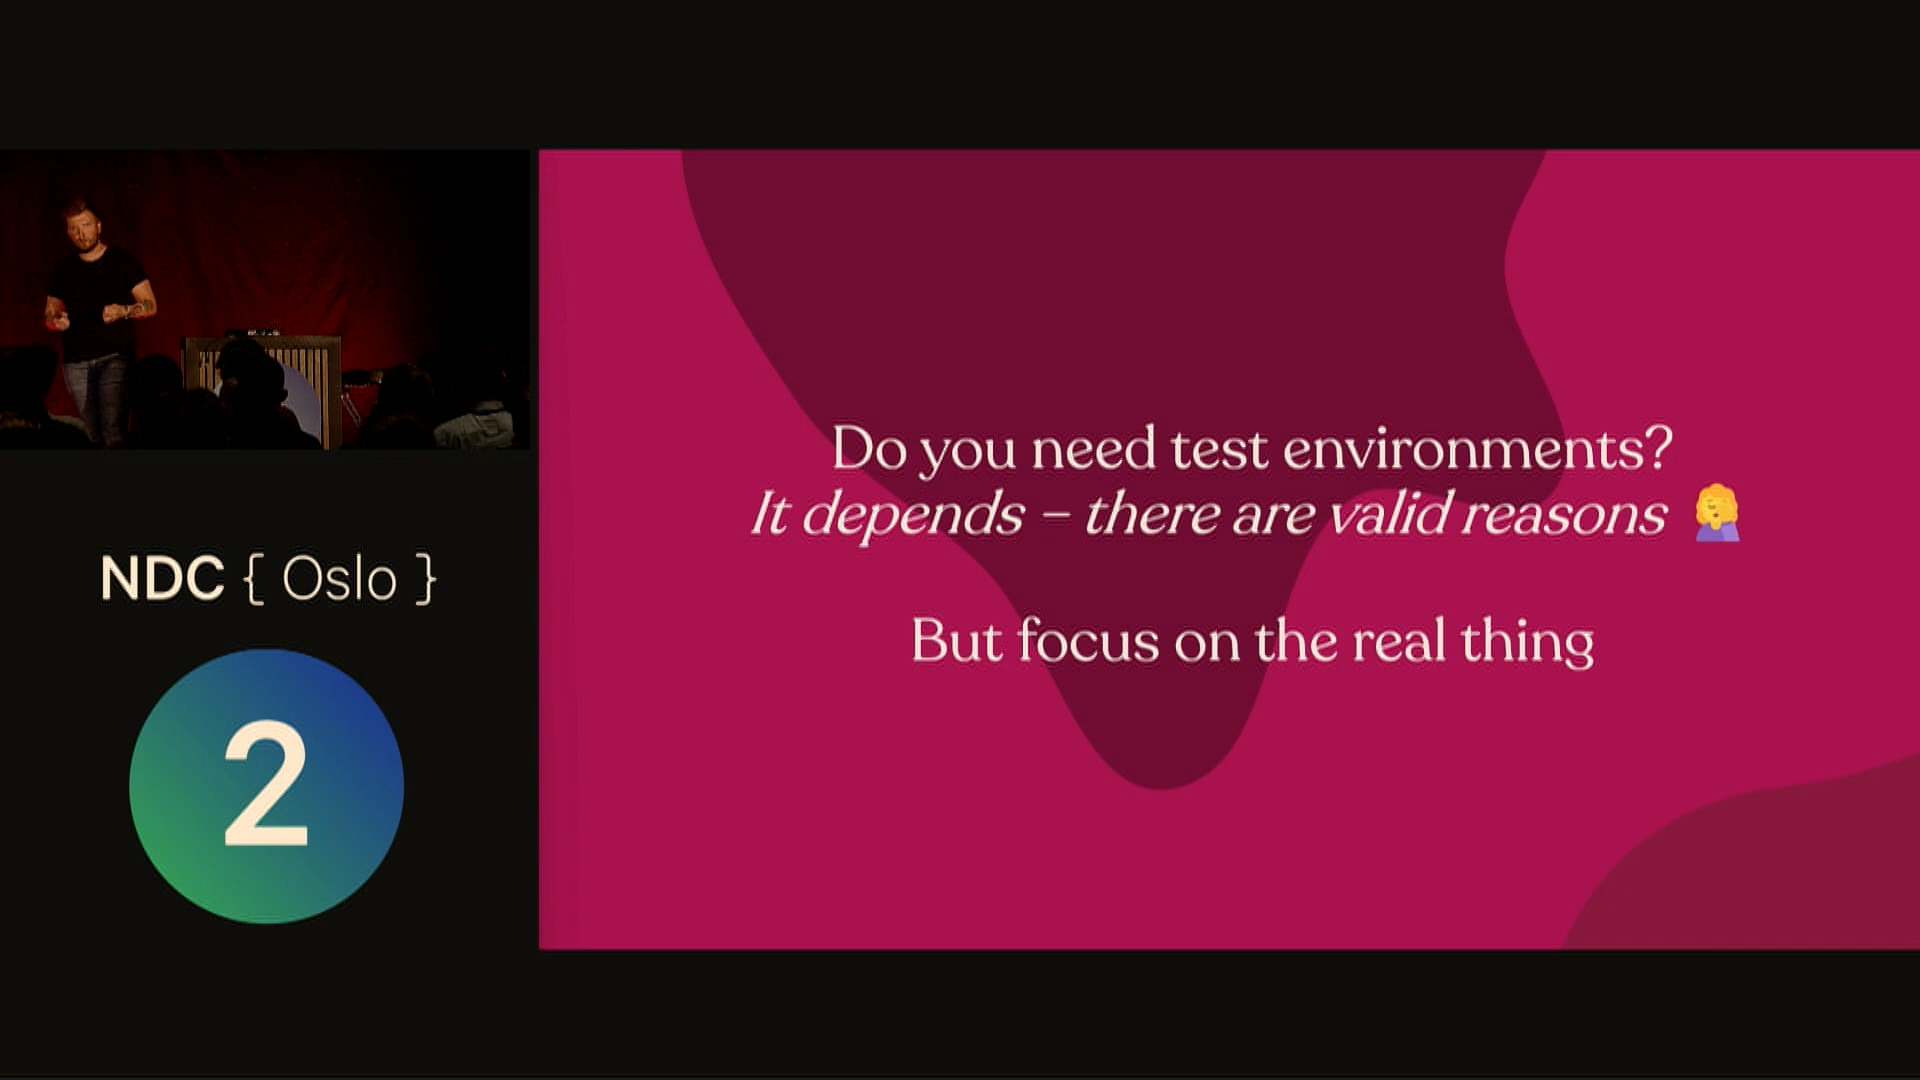 NDC { Oslo }
2
Do you need test environments?
It depends – there are valid reasons 🤦‍♀️
But focus on the real thing